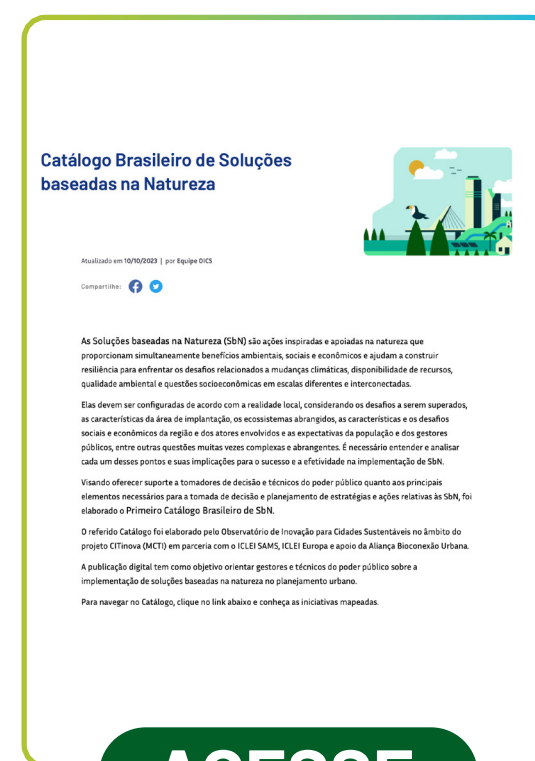 Catálogo Brasileiro de Soluções
baseadas na Natureza
Atualizado em 10/10/2023 | por Equipe OICS
Compartilhe:
As Soluções baseadas na Natureza (SbN) são ações inspiradas e apoiadas na natureza que
proporcionam simultaneamente benefícios ambientais, sociais e econômicos e ajudam a construir
resiliência para enfrentar os desafios relacionados a mudanças climáticas, disponibilidade de recursos,
qualidade ambiental e questões socioeconômicas em escalas diferentes e interconectadas.
Elas devem ser configuradas de acordo com a realidade local, considerando os desafios a serem superados,
as características da área de implantação, os ecossistemas abrangidos, as características e os desafios
sociais e econômicos da região e dos atores envolvidos e as expectativas da população e dos gestores
públicos, entre outras questões muitas vezes complexas e abrangentes. É necessário entender e analisar
cada um desses pontos e suas implicações para o sucesso e a efetividade na implementação de SbN.
Visando oferecer suporte a tomadores de decisão e técnicos do poder público quanto aos principais
elementos necessários para a tomada de decisão e planejamento de estratégias e ações relativas às SbN, foi
elaborado o Primeiro Catálogo Brasileiro de SbN.
O referido Catálogo foi elaborado pelo Observatório de Inovação para Cidades Sustentáveis no âmbito do
projeto CITinova (MCTI) em parceria com o ICLEI SAMS, ICLEI Europa e apoio da Aliança Bioconexão Urbana.
A publicação digital tem como objetivo orientar gestores e técnicos do poder público sobre a
implementação de soluções baseadas na natureza no planejamento urbano.
Para navegar no Catálogo, clique no link abaixo e conheça as iniciativas mapeadas.
ACESSE